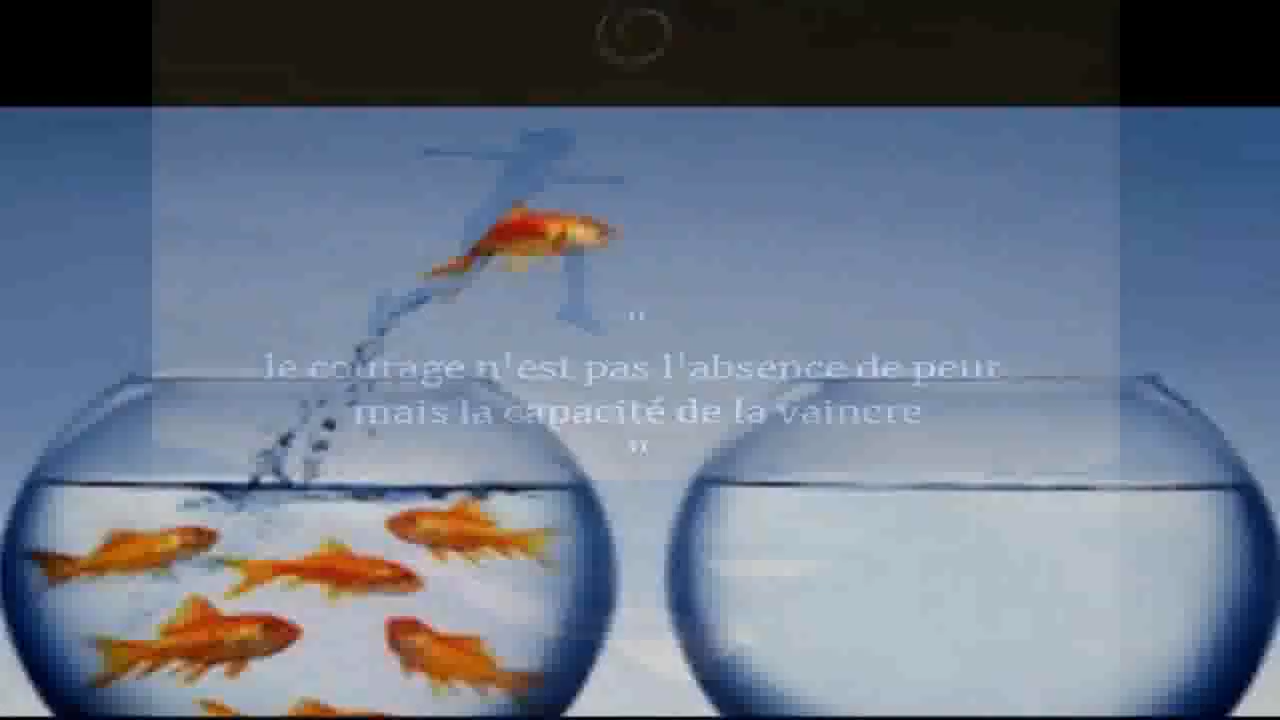 "
le courage n'est pas l'absence de peur
mais la capacité de la vaincre
"